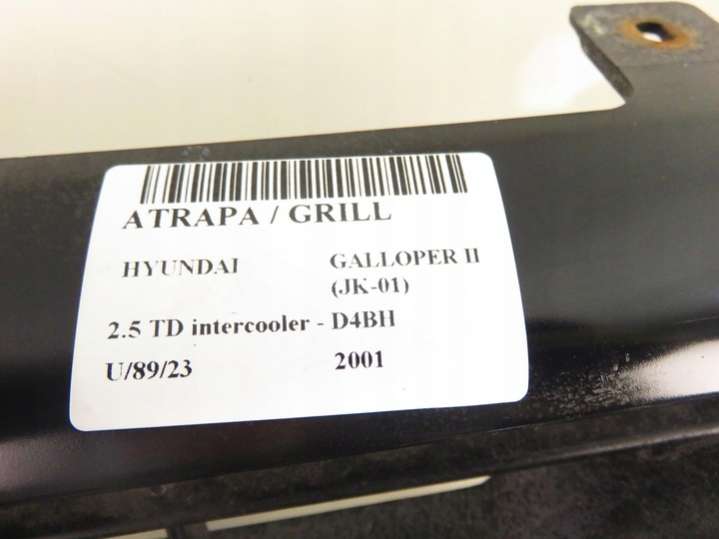 ATRAPA / GRILL
HYUNDAI GALLOPER II
(JK-01)
2.5 TD intercooler - D4BH
U/89/23 2001